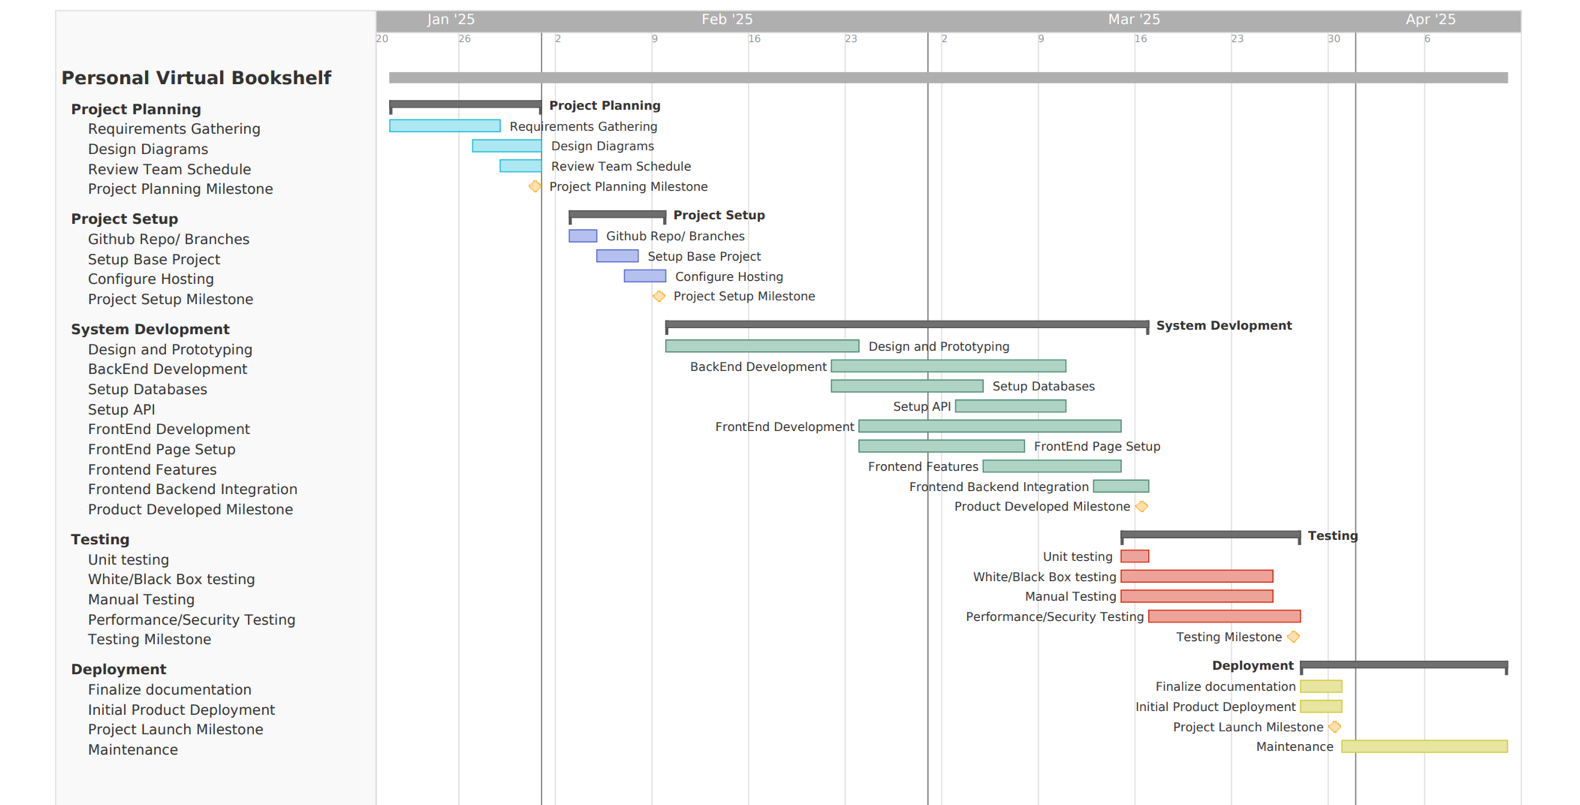 Jan '25 Feb '25 Mar '25 Apr '25
20 26 2 9 16 23 2 9 16 23 30 6
Personal Virtual Bookshelf
Project Planning Project Planning
Requirements Gathering Requirements Gathering
Design Diagrams Design Diagrams
Review Team Schedule Review Team Schedule
Project Planning Milestone Project Planning Milestone
Project Setup Project Setup
Github Repo/ Branches Github Repo/ Branches
Setup Base Project Setup Base Project
Configure Hosting Configure Hosting
Project Setup Milestone Project Setup Milestone
System Devlopment System Devlopment
Design and Prototyping Design and Prototyping
BackEnd Development BackEnd Development
Setup Databases Setup Databases
Setup API Setup API
FrontEnd Development FrontEnd Development
FrontEnd Page Setup FrontEnd Page Setup
Frontend Features Frontend Features
Frontend Backend Integration Frontend Backend Integration
Product Developed Milestone Product Developed Milestone
Testing Testing
Unit testing Unit testing
White/Black Box testing White/Black Box testing
Manual Testing Manual Testing
Performance/Security Testing Performance/Security Testing
Testing Milestone Testing Milestone
Deployment Deployment
Finalize documentation Finalize documentation
Initial Product Deployment Initial Product Deployment
Project Launch Milestone Project Launch Milestone
Maintenance Maintenance